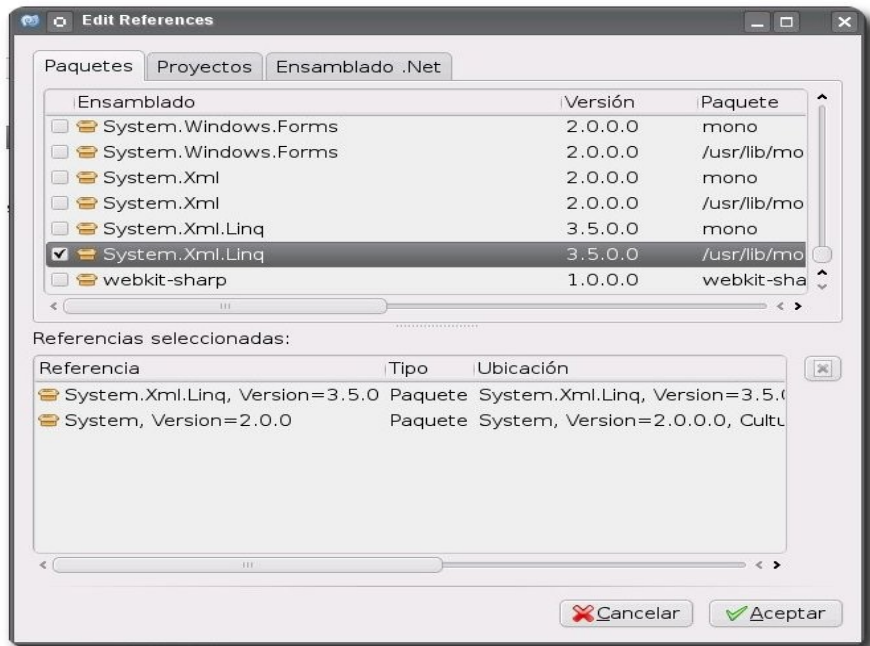 Edit References
Paquetes Proyectos Ensamblado .Net
Ensamblado Versión Paquete
System.Windows.Forms 2.0.0.0 mono
System.Windows.Forms 2.0.0.0 /usr/lib/mo
System.Xml 2.0.0.0 mono
System.Xml 2.0.0.0 /usr/lib/mo
System.Xml.Linq 3.5.0.0 mono
System.Xml.Linq 3.5.0.0 /usr/lib/mo
webkit-sharp 1.0.0.0 webkit-sha
Referencias seleccionadas:
Referencia Tipo Ubicación
System.Xml.Linq, Version=3.5.0 Paquete System.Xml.Linq, Version=3.5.(
System, Version=2.0.0 Paquete System, Version=2.0.0.0, Cultu
Cancelar Aceptar